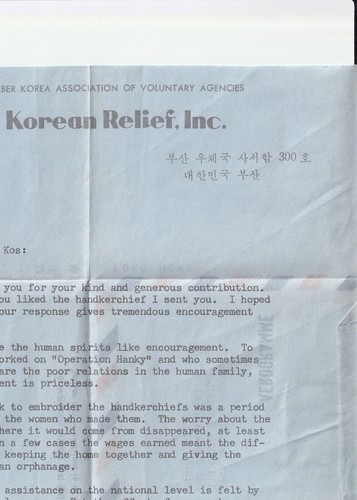 BER KOREA ASSOCIATION OF VOLUNTARY AGENCIES
Korean Relief, Inc.
부산 우체국 사서함 300 호
대한민국 부산
Kos:
you for your kind and generous contribution.
ou liked the handkerchief I sent you. I hoped
our response gives tremendous encouragement
e the human spirits like encouragement. To
orked on "Operation Hanky" and who sometimes
are the poor relations in the human family,
ent is priceless.
k to embroider the handkerchiefs was a period
the women who made them. The worry about the
here it would come from disappeared, at least
n a few cases the wages earned meant the dif-
keeping the home together and giving the
an orphanage.
assistance on the national level is felt by
AEROGRAMME